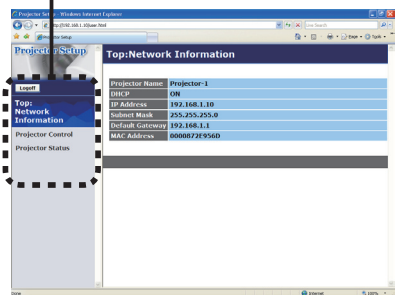 Projector Setup - Windows Internet Explorer
Live Search
Projector Setup
Projector Setup
Logoff
Top:
Network
Information
Projector Control
Projector Status
Top:Network Information
Projector Name Projector-1
DHCP ON
IP Address 192.168.1.10
Subnet Mask 255.255.255.0
Default Gateway 192.168.1.1
MAC Address 0000872E956D
Done
Internet
100%